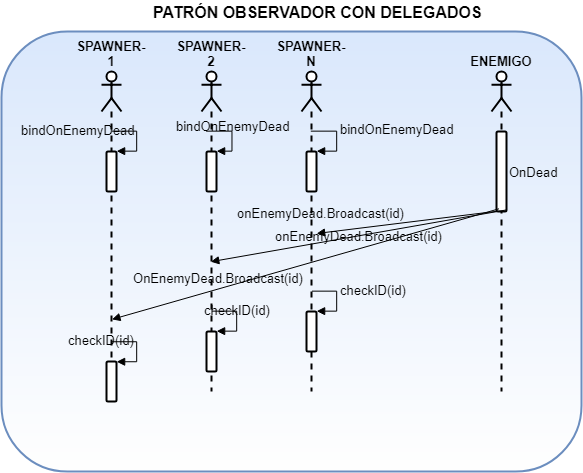 PATRÓN OBSERVADOR CON DELEGADOS
SPAWNER-
1
SPAWNER-
2
SPAWNER-
N
ENEMIGO
bindOnEnemyDead
bindOnEnemyDead
bindOnEnemyDead
OnDead
onEnemyDead.Broadcast(id)
onEnemyDead.Broadcast(id)
OnEnemyDead.Broadcast(id)
checkID(id)
checkID(id)
checkID(id)